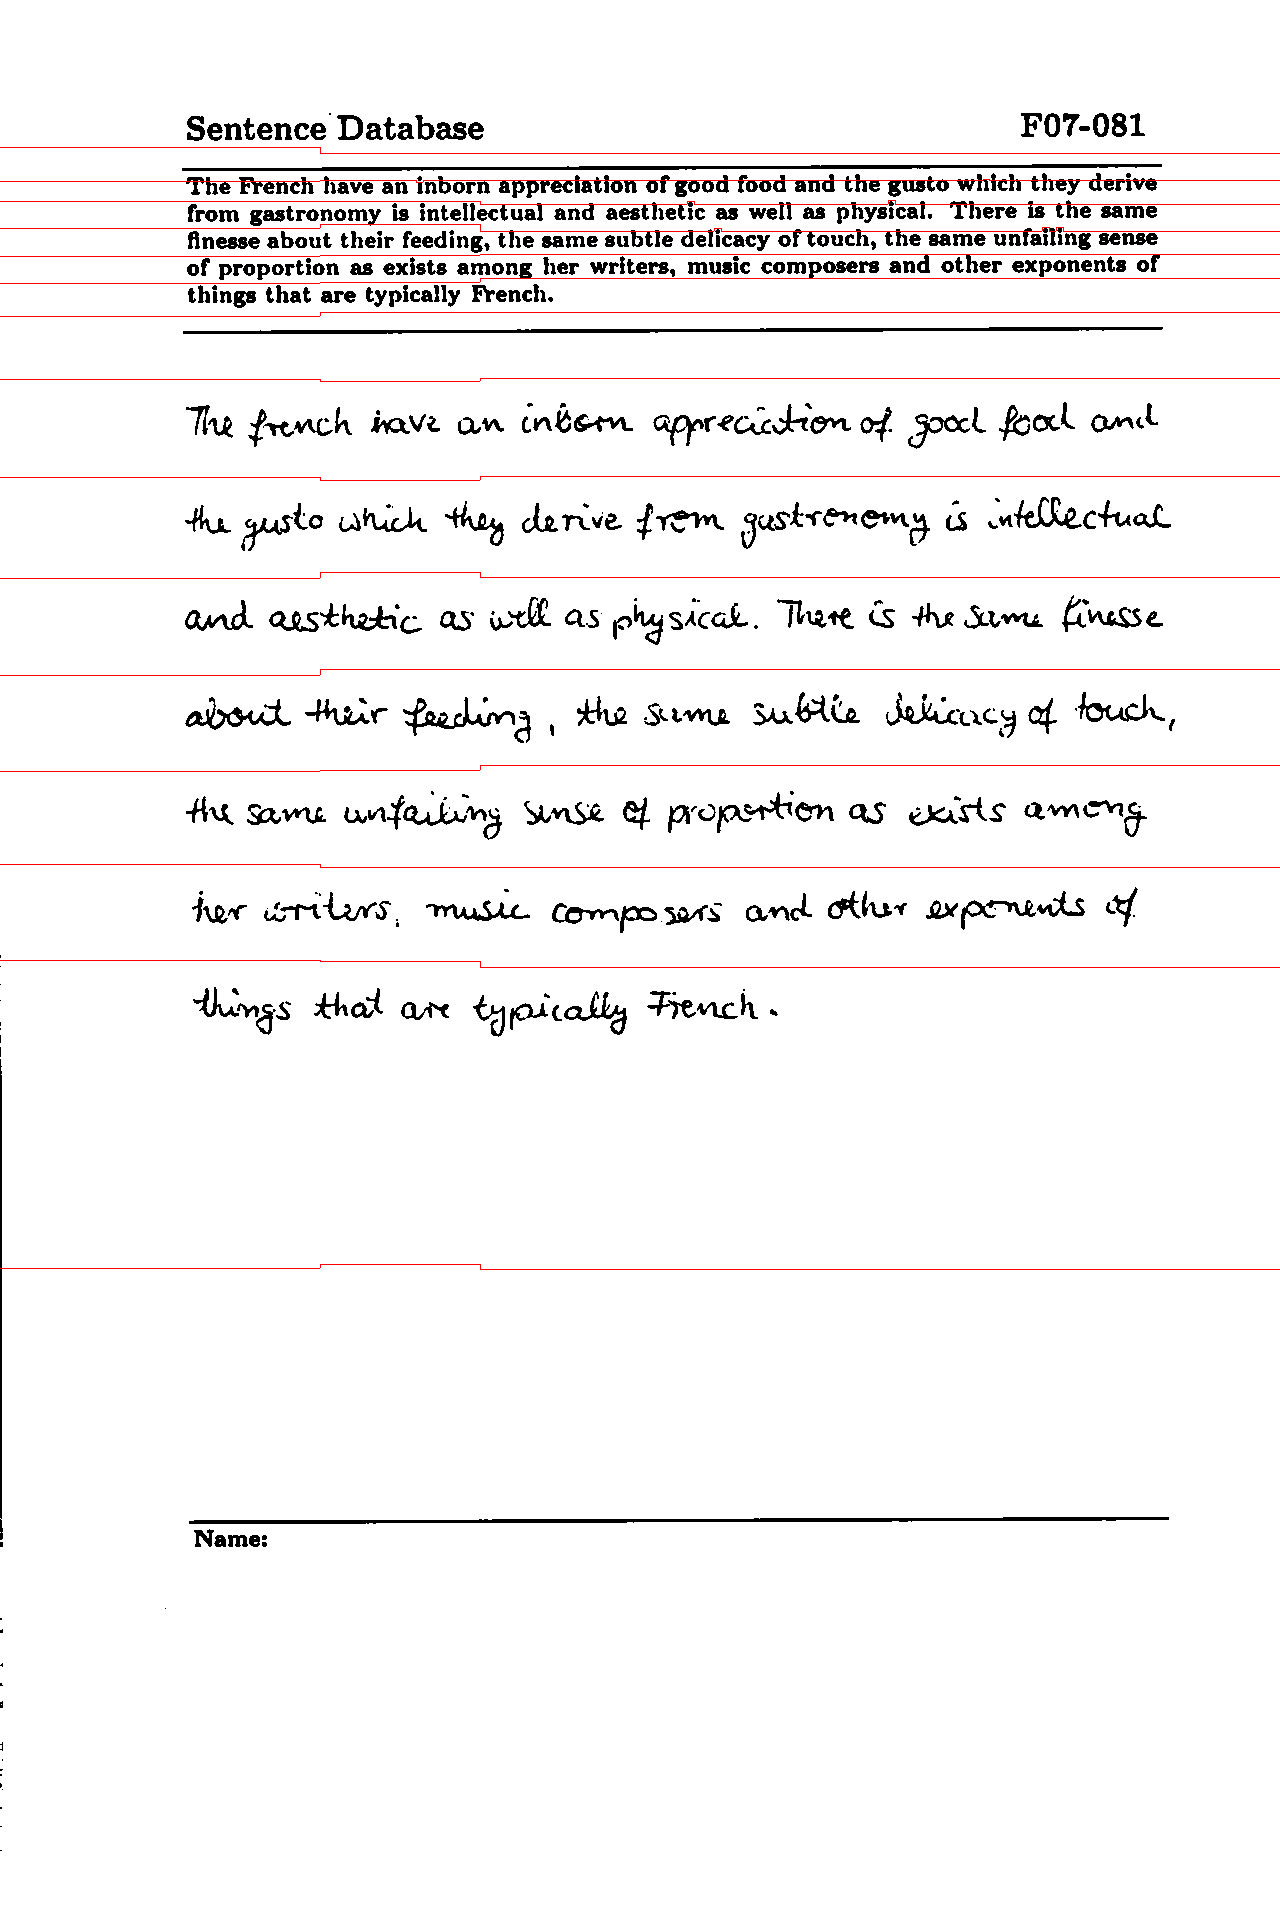 Sentence Database F07-081
The French have an inborn appreciation of good food and the gusto which they derive
from gastronomy is intellectual and aesthetic as well as physical. There is the same
finesse about their feeding, the same subtle delicacy of touch, the same unfailing sense
of proportion as exists among her writers, music composers and other exponents of
things that are typically French.
The french have an inborn appreciation of good food and
the gusto which they derive from gastronomy is intellectual
and aesthetic as well as physical. There is the same finesse
about their feeding, the same subtle delicacy of touch,
the same unfailing sense of proportion as exists among
her writers, music composers and other exponents of
things that are typically French.
Name: